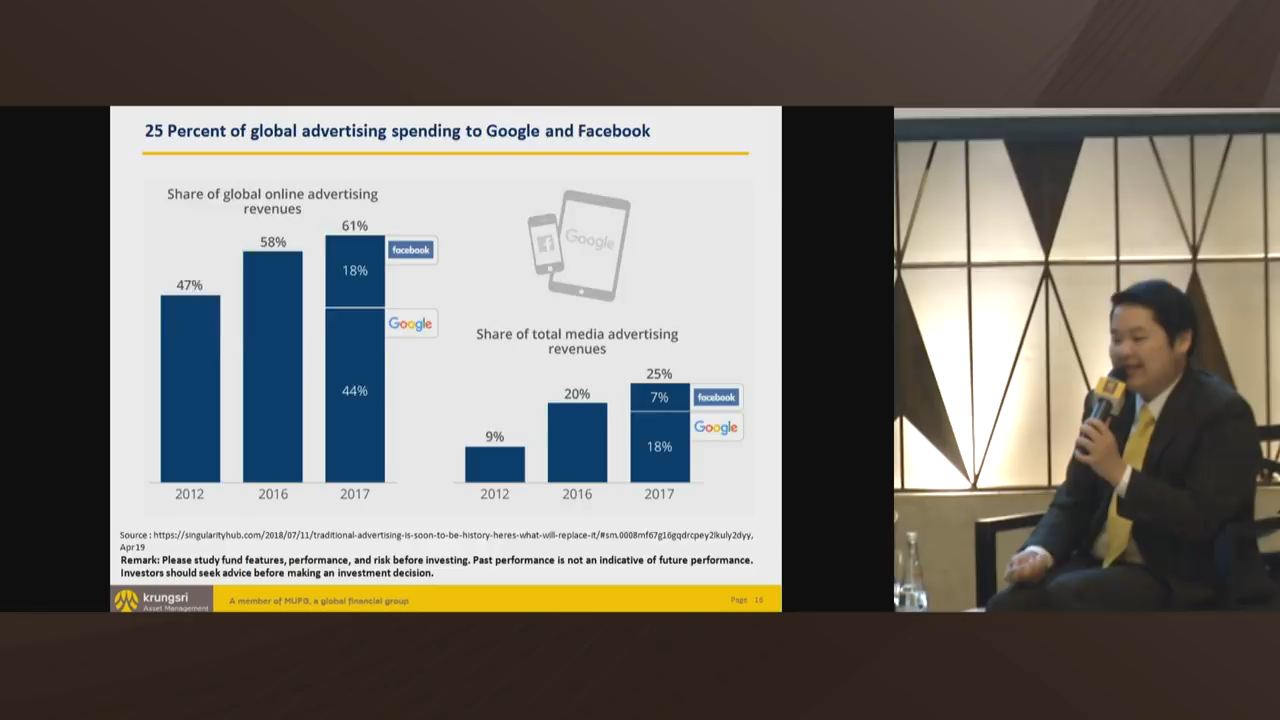 25 Percent of global advertising spending to Google and Facebook
Share of global online advertising
revenues
61%
58%
47%
18%
44%
facebook
Google
2012
2016
2017
Google
Share of total media advertising
revenues
25%
20%
9%
7%
18%
facebook
Google
2012
2016
2017
Source : https://singularityhub.com/2018/07/11/traditional-advertising-is-soon-to-be-history-heres-what-will-replace-it/#sm.0008mf67g16gqdrcpey2lkuly2dyy,
Apr19
Remark: Please study fund features, performance, and risk before investing. Past performance is not an indicative of future performance.
Investors should seek advice before making an investment decision.
krungsri
Asset Management
A member of MUFG, a global financial group
Page 16